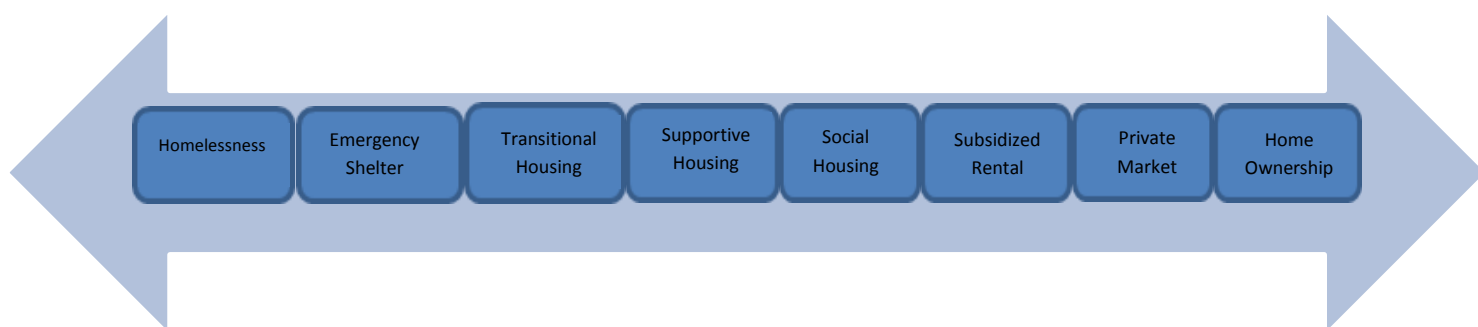 Homelessness
Emergency
Shelter
Transitional
Housing
Supportive
Housing
Social
Housing
Subsidized
Rental
Private
Market
Home
Ownership